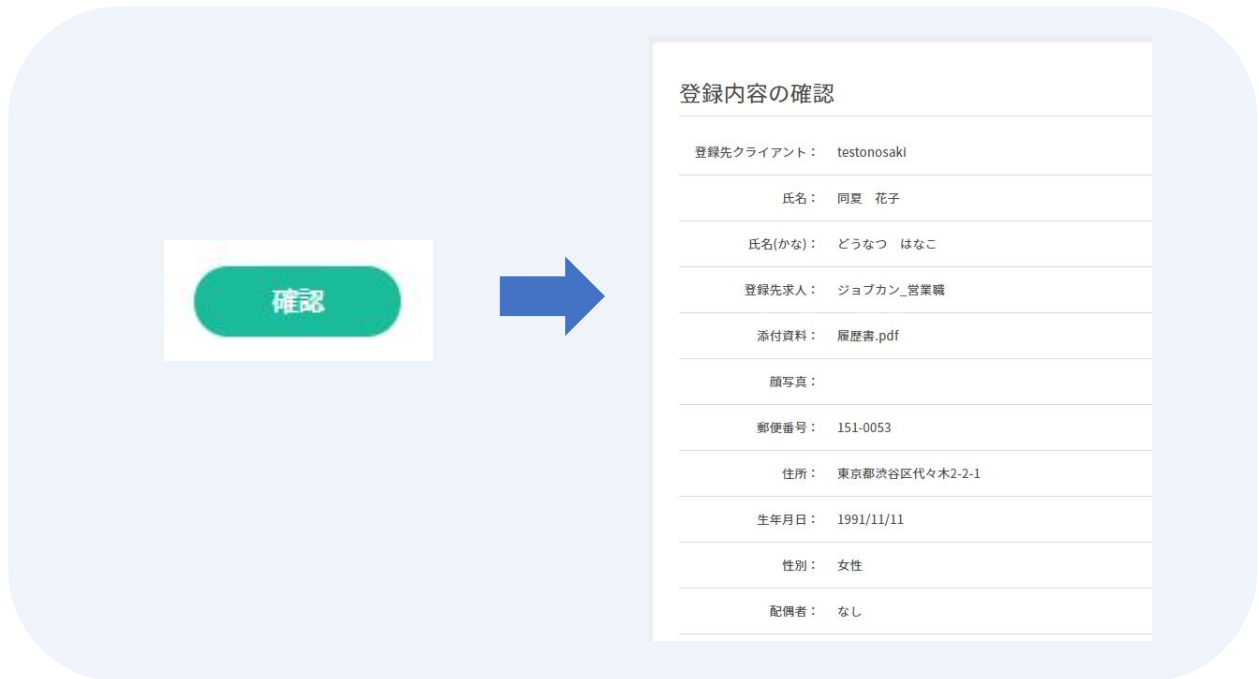 確認
登録内容の確認
登録先クライアント： testonosaki
氏名： 同夏　花子
氏名(かな)： どうなつ　はなこ
登録先求人： ジョブカン_営業職
添付資料： 履歴書.pdf
顔写真：
郵便番号： 151-0053
住所： 東京都渋谷区代々木2-2-1
生年月日： 1991/11/11
性別： 女性
配偶者： なし